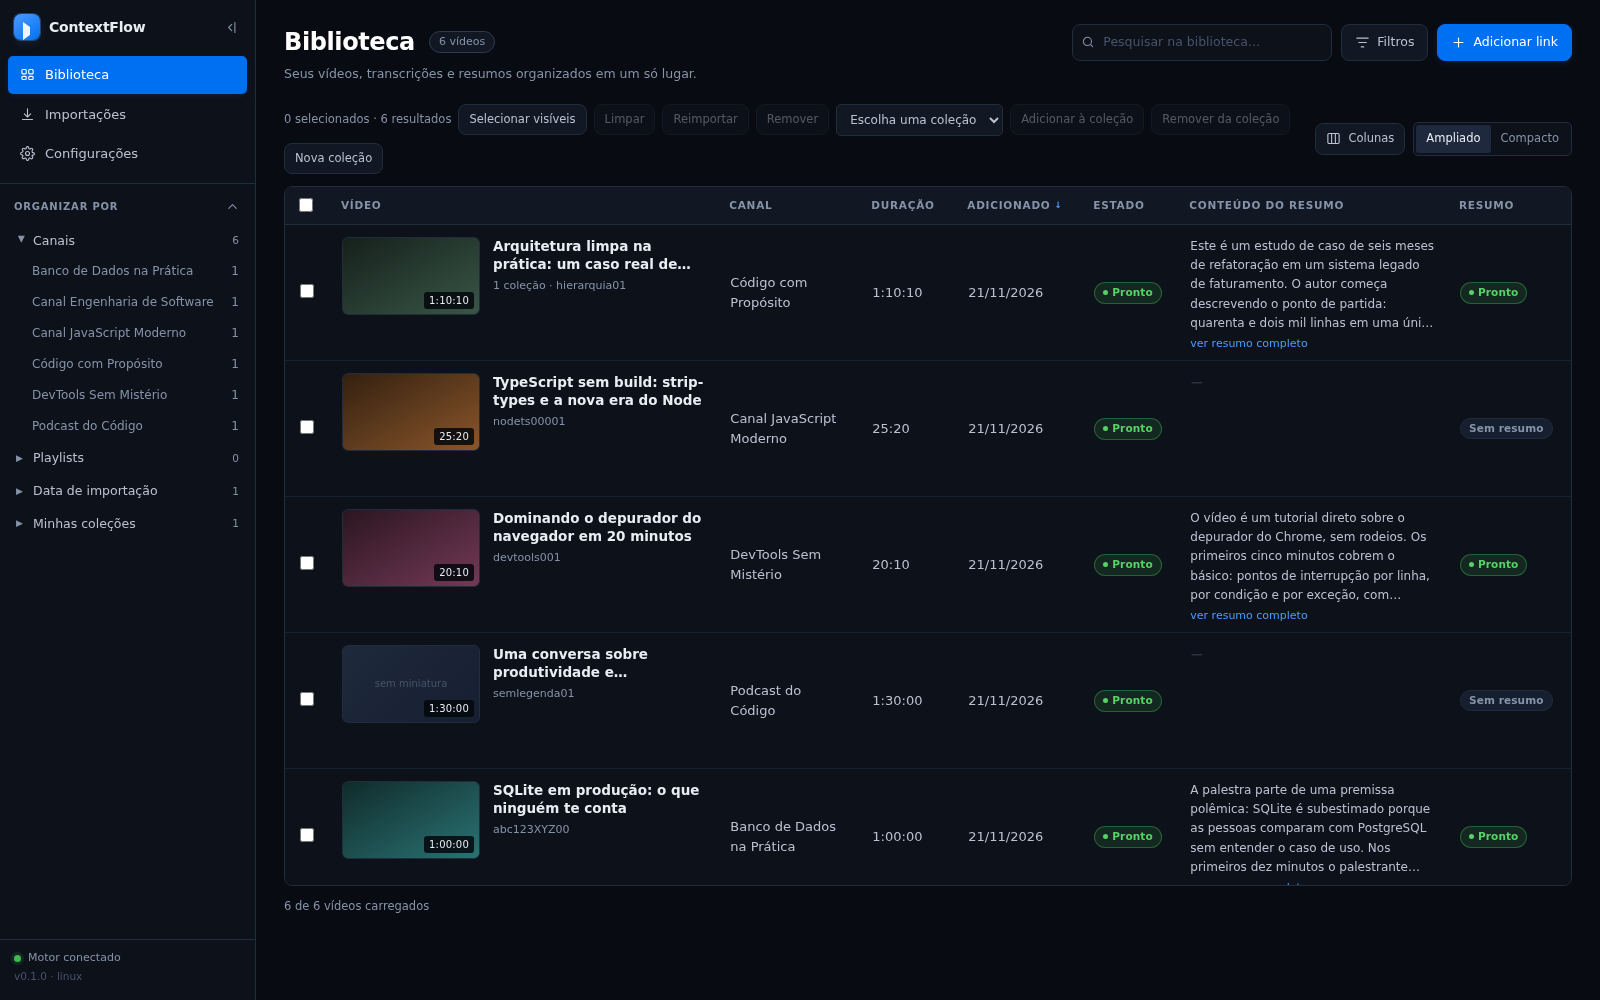 ContextFlow
Biblioteca
Importações
Configurações
ORGANIZAR POR
Canais 6
Banco de Dados na Prática 1
Canal Engenharia de Software 1
Canal JavaScript Moderno 1
Código com Propósito 1
DevTools Sem Mistério 1
Podcast do Código 1
Playlists 0
Data de importação 1
Minhas coleções 1
Motor conectado
v0.1.0 · linux
Biblioteca 6 vídeos
Pesquisar na biblioteca... Filtros Adicionar link
Seus vídeos, transcrições e resumos organizados em um só lugar.
0 selecionados · 6 resultados Selecionar visíveis Limpar Reimportar Remover Escolha uma coleção Adicionar à coleção Remover da coleção
Nova coleção
Colunas Ampliado Compacto
VÍDEO CANAL DURAÇÃO ADICIONADO ↓ ESTADO CONTEÚDO DO RESUMO RESUMO
1:10:10
Arquitetura limpa na
prática: um caso real de…
1 coleção · hierarquia01
Código com
Propósito
1:10:10
21/11/2026
Pronto
Este é um estudo de caso de seis meses
de refatoração em um sistema legado
de faturamento. O autor começa
descrevendo o ponto de partida:
quarenta e dois mil linhas em uma úni…
ver resumo completo
Pronto
25:20
TypeScript sem build: strip-
types e a nova era do Node
nodets00001
Canal JavaScript
Moderno
25:20
21/11/2026
Pronto
—
Sem resumo
20:10
Dominando o depurador do
navegador em 20 minutos
devtools001
DevTools Sem
Mistério
20:10
21/11/2026
Pronto
O vídeo é um tutorial direto sobre o
depurador do Chrome, sem rodeios. Os
primeiros cinco minutos cobrem o
básico: pontos de interrupção por linha,
por condição e por exceção, com…
ver resumo completo
Pronto
sem miniatura
1:30:00
Uma conversa sobre
produtividade e…
semlegenda01
Podcast do
Código
1:30:00
21/11/2026
Pronto
—
Sem resumo
1:00:00
SQLite em produção: o que
ninguém te conta
abc123XYZ00
Banco de Dados
na Prática
1:00:00
21/11/2026
Pronto
A palestra parte de uma premissa
polêmica: SQLite é subestimado porque
as pessoas comparam com PostgreSQL
sem entender o caso de uso. Nos
primeiros dez minutos o palestrante…
Pronto
6 de 6 vídeos carregados